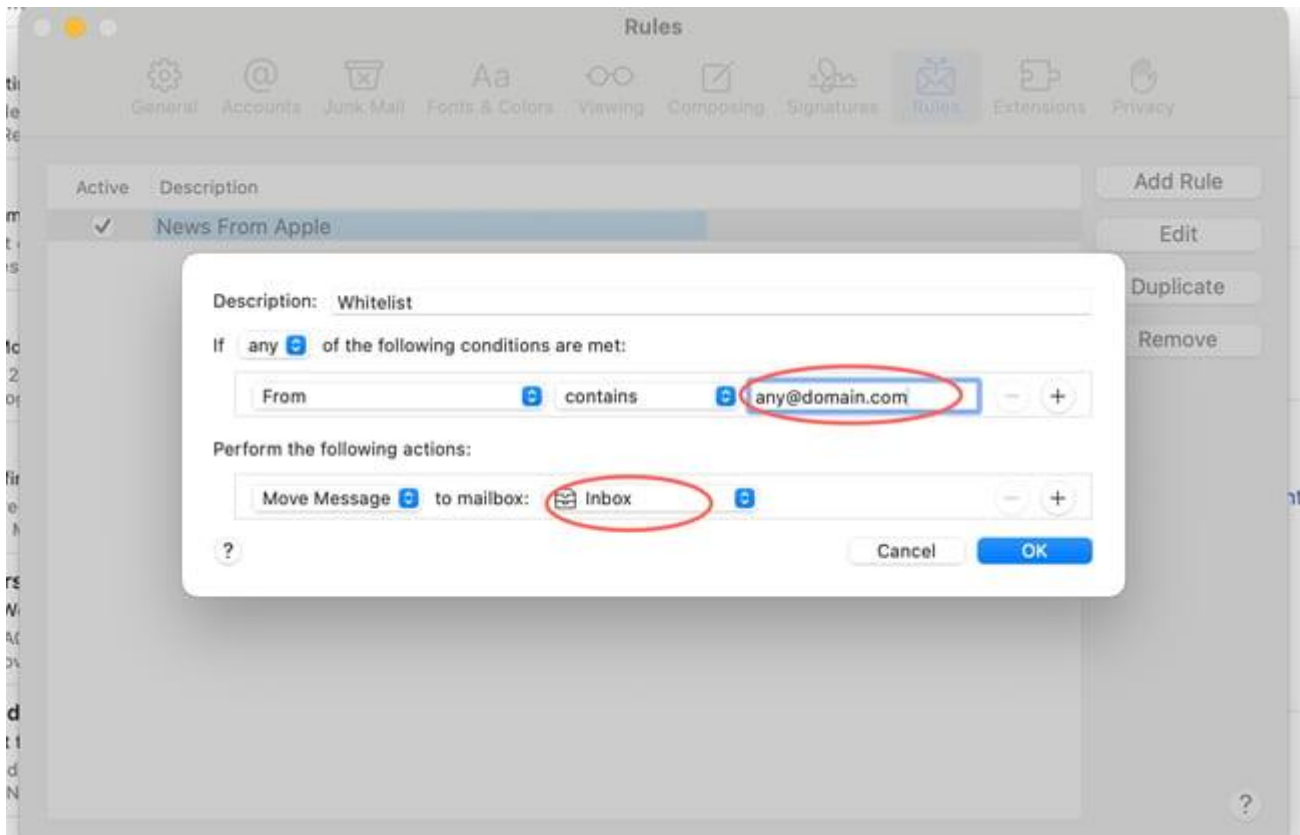 Rules
General Accounts Junk Mail Fonts & Colors Viewing Composing Signatures Rules Extensions Privacy
Active Description
Add Rule
News From Apple
Edit
Duplicate
Remove
Description: Whitelist
If any of the following conditions are met:
From contains any@domain.com
Perform the following actions:
Move Message to mailbox: Inbox
? Cancel OK
?